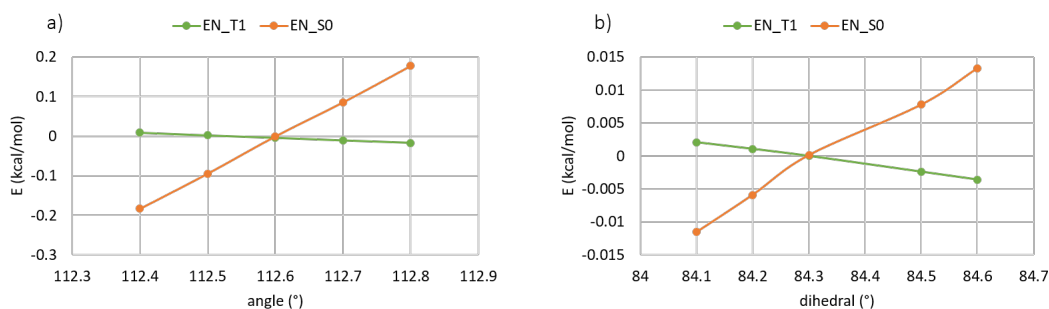 a)
EN_T1 EN_S0
0.2
0.1
0
-0.1
-0.2
-0.3
E (kcal/mol)
112.3 112.4 112.5 112.6 112.7 112.8 112.9
angle (°)
b)
EN_T1 EN_S0
0.015
0.01
0.005
0
-0.005
-0.01
-0.015
E (kcal/mol)
84 84.1 84.2 84.3 84.4 84.5 84.6 84.7
dihedral (°)